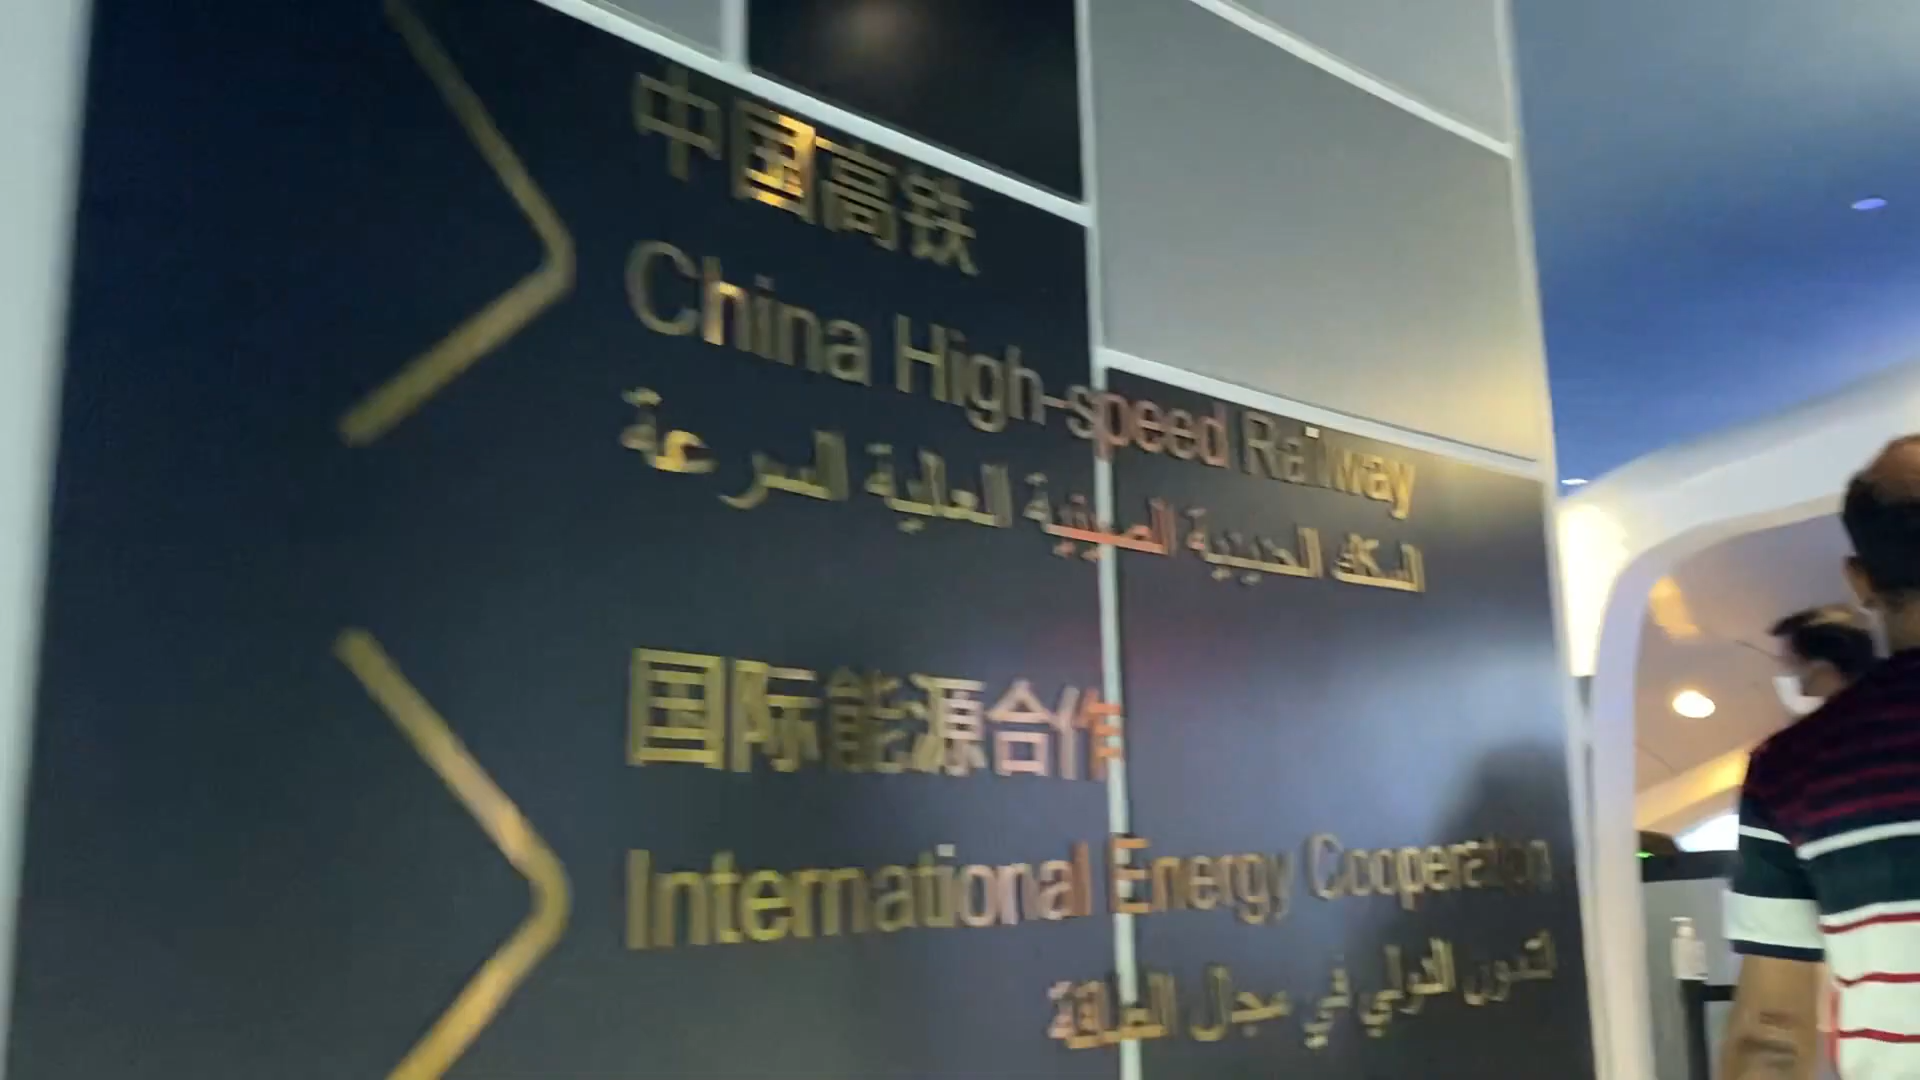 中国高铁
China High-speed Railway
السكك الحديدية الصينية العالية السرعة
国际能源合作
International Energy Cooperation
التعاون الدولي في مجال الطاقة